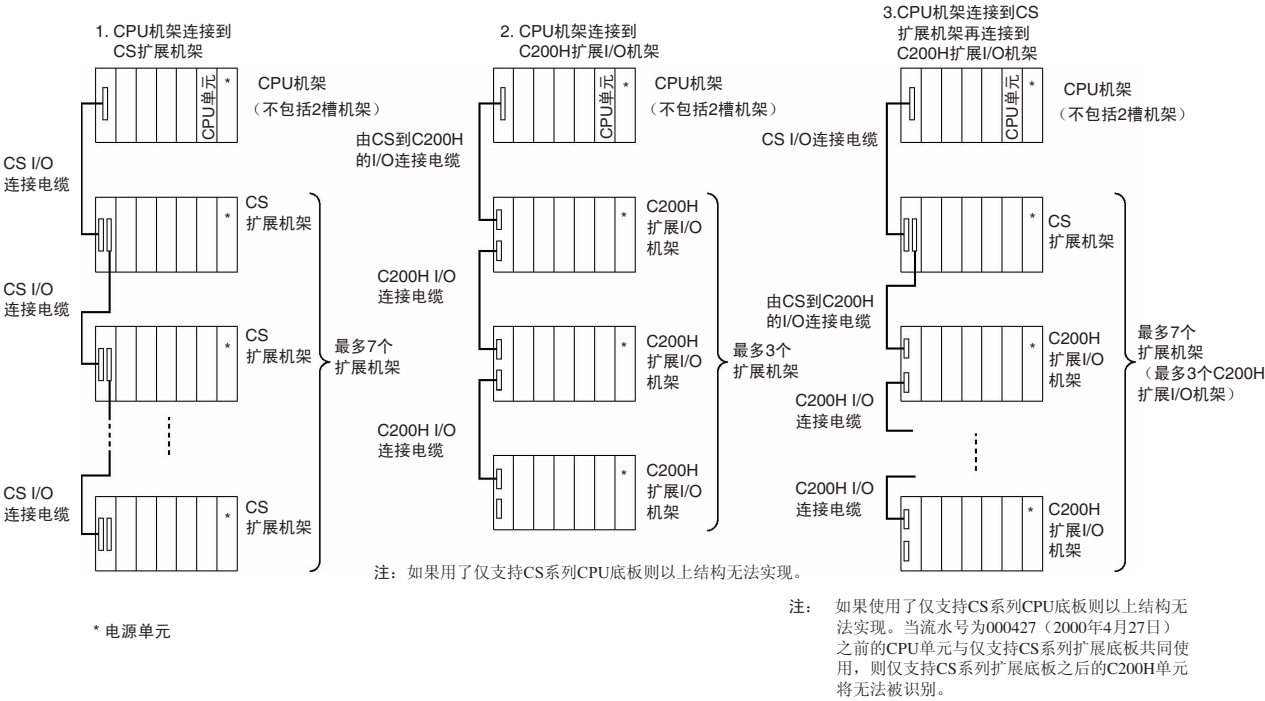 1. CPU机架连接到
CS扩展机架
CPU单元
*
CPU机架
（不包括2槽机架）
CS I/O
连接电缆
*
CS
扩展机架
CS I/O
连接电缆
*
CS
扩展机架
最多7个
扩展机架
CS I/O
连接电缆
*
CS
扩展机架
* 电源单元
2. CPU机架连接到
C200H扩展I/O机架
CPU单元
*
CPU机架
（不包括2槽机架）
由CS到C200H
的I/O连接电缆
*
C200H
扩展I/O
机架
C200H I/O
连接电缆
*
C200H
扩展I/O
机架
最多3个
扩展机架
C200H I/O
连接电缆
*
C200H
扩展I/O
机架
注：如果用了仅支持CS系列CPU底板则以上结构无法实现。
3.CPU机架连接到CS
扩展机架再连接到
C200H扩展I/O机架
CPU单元
*
CPU机架
（不包括2槽机架）
CS I/O连接电缆
*
CS
扩展机架
由CS到C200H
的I/O连接电缆
*
C200H
扩展I/O
机架
最多7个
扩展机架
（最多3个C200H
扩展I/O机架）
C200H I/O
连接电缆
C200H I/O
连接电缆
*
C200H
扩展I/O
机架
注： 如果使用了仅支持CS系列CPU底板则以上结构无
法实现。当流水号为000427（2000年4月27日）
之前的CPU单元与仅支持CS系列扩展底板共同使
用，则仅支持CS系列扩展底板之后的C200H单元
将无法被识别。